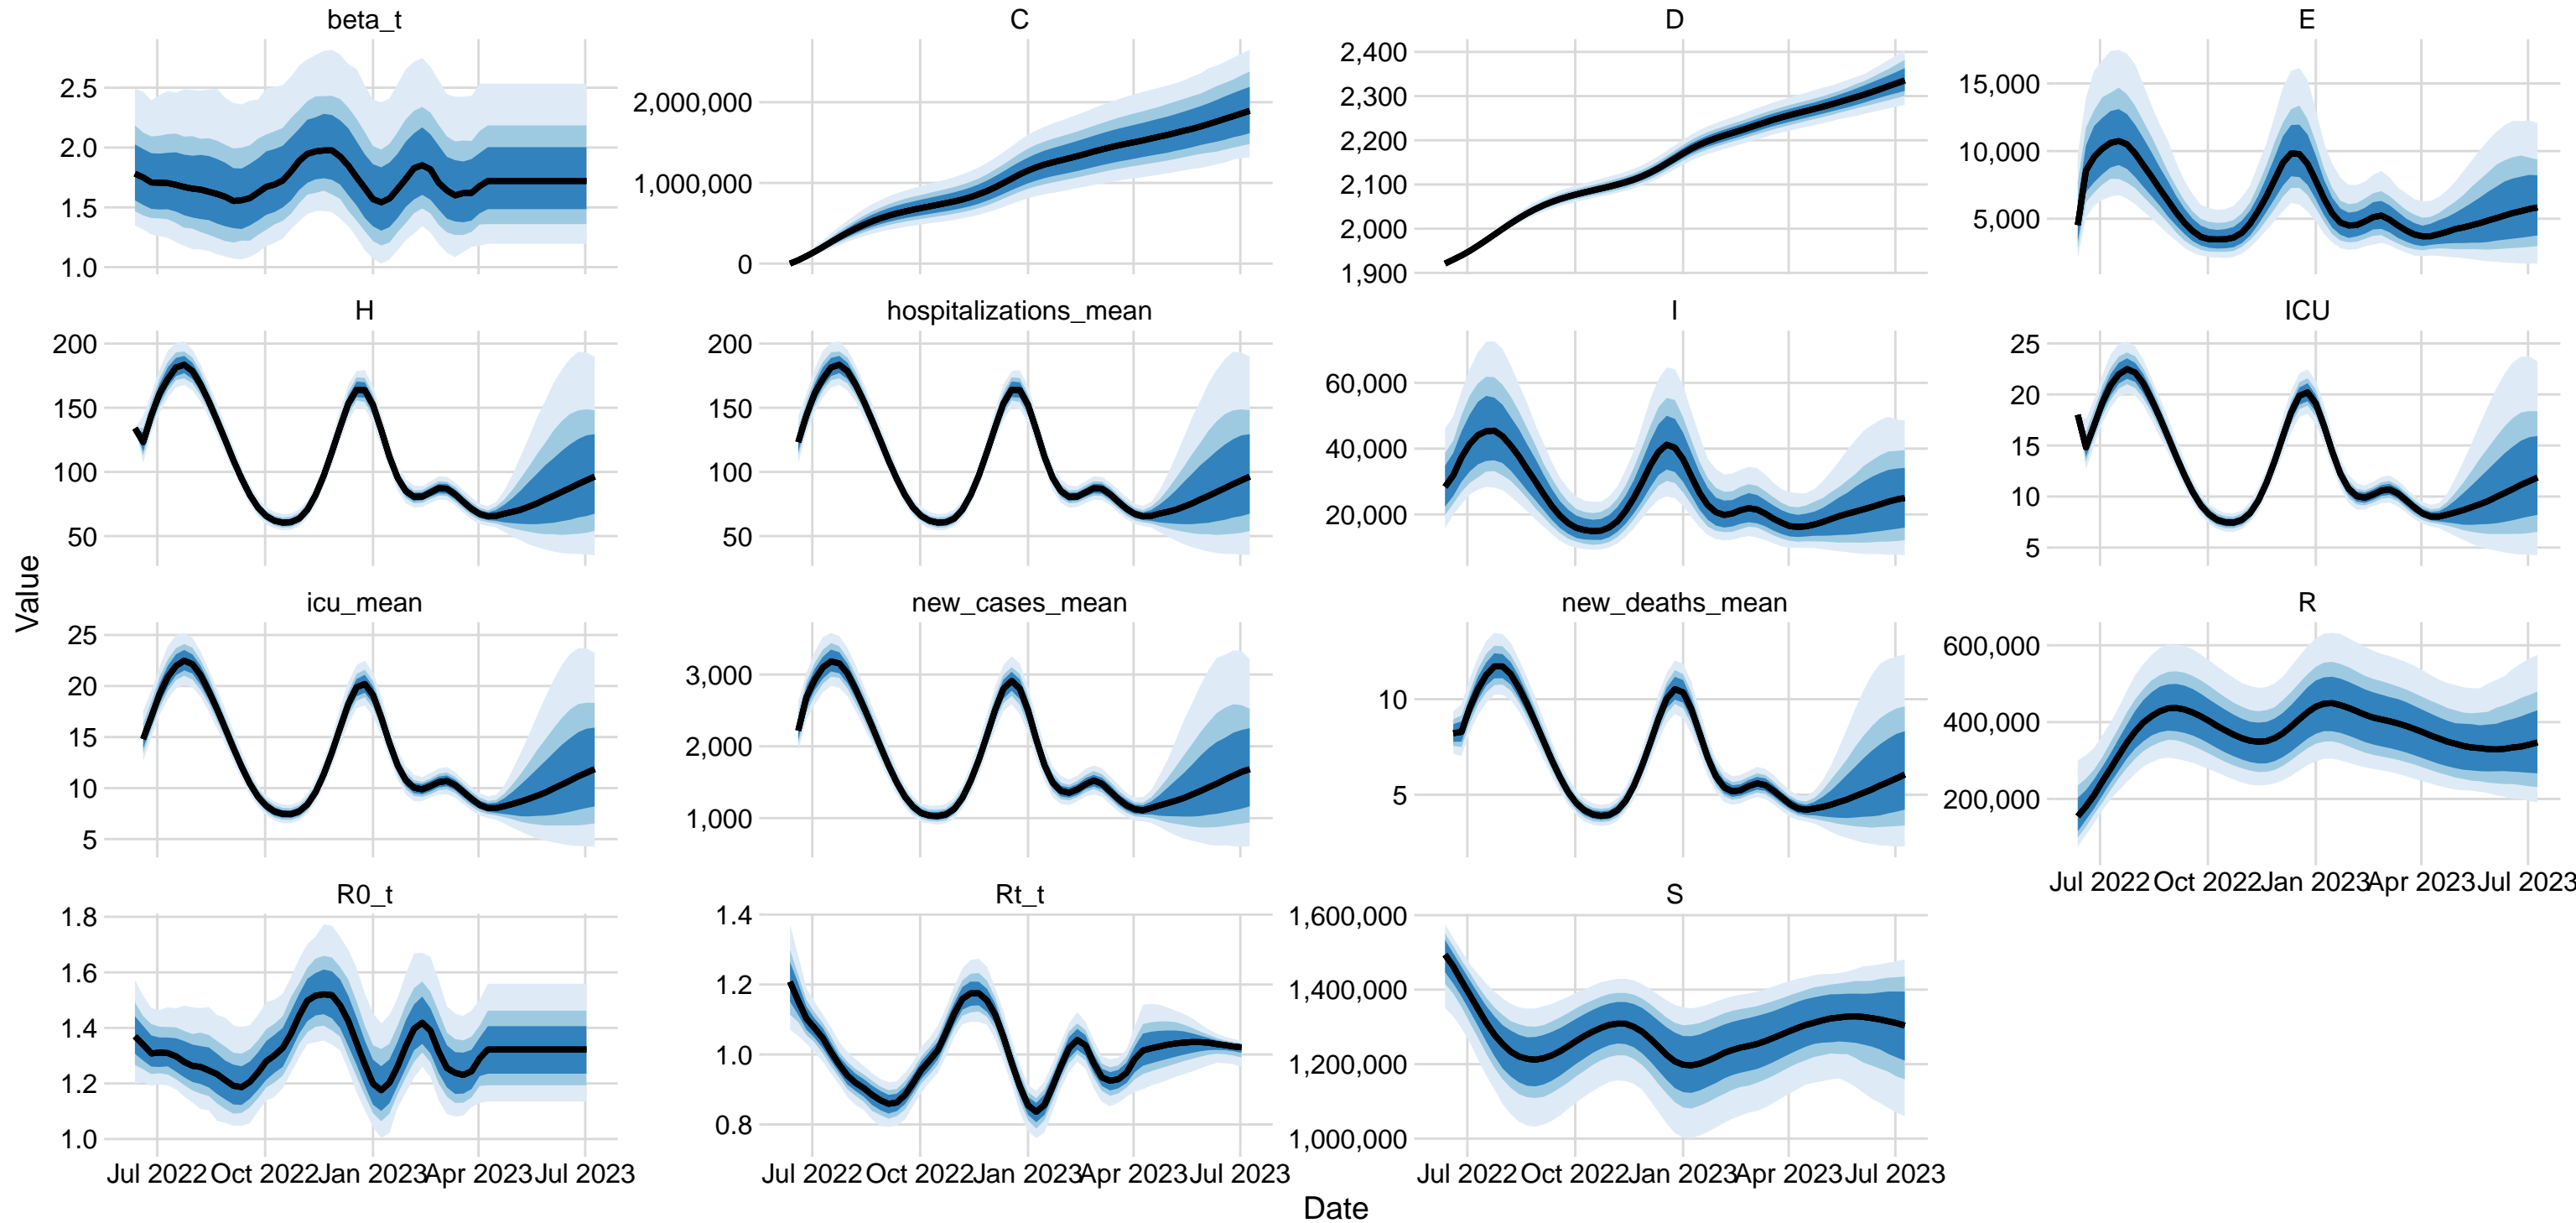 beta_t
C
D
E
2.5
2.0
1.5
1.0
2,000,000
1,000,000
0
2,400
2,300
2,200
2,100
2,000
1,900
15,000
10,000
5,000
H
hospitalizations_mean
I
ICU
200
150
100
50
200
150
100
50
60,000
40,000
20,000
25
20
15
10
5
Value
icu_mean
new_cases_mean
new_deaths_mean
R
25
20
15
10
5
3,000
2,000
1,000
10
5
600,000
400,000
200,000
Jul 2022 Oct 2022 Jan 2023 Apr 2023 Jul 2023
R0_t
Rt_t
S
1.8
1.6
1.4
1.2
1.0
1.4
1.2
1.0
0.8
1,600,000
1,400,000
1,200,000
1,000,000
Jul 2022 Oct 2022 Jan 2023 Apr 2023 Jul 2023
Jul 2022 Oct 2022 Jan 2023 Apr 2023 Jul 2023
Jul 2022 Oct 2022 Jan 2023 Apr 2023 Jul 2023
Date